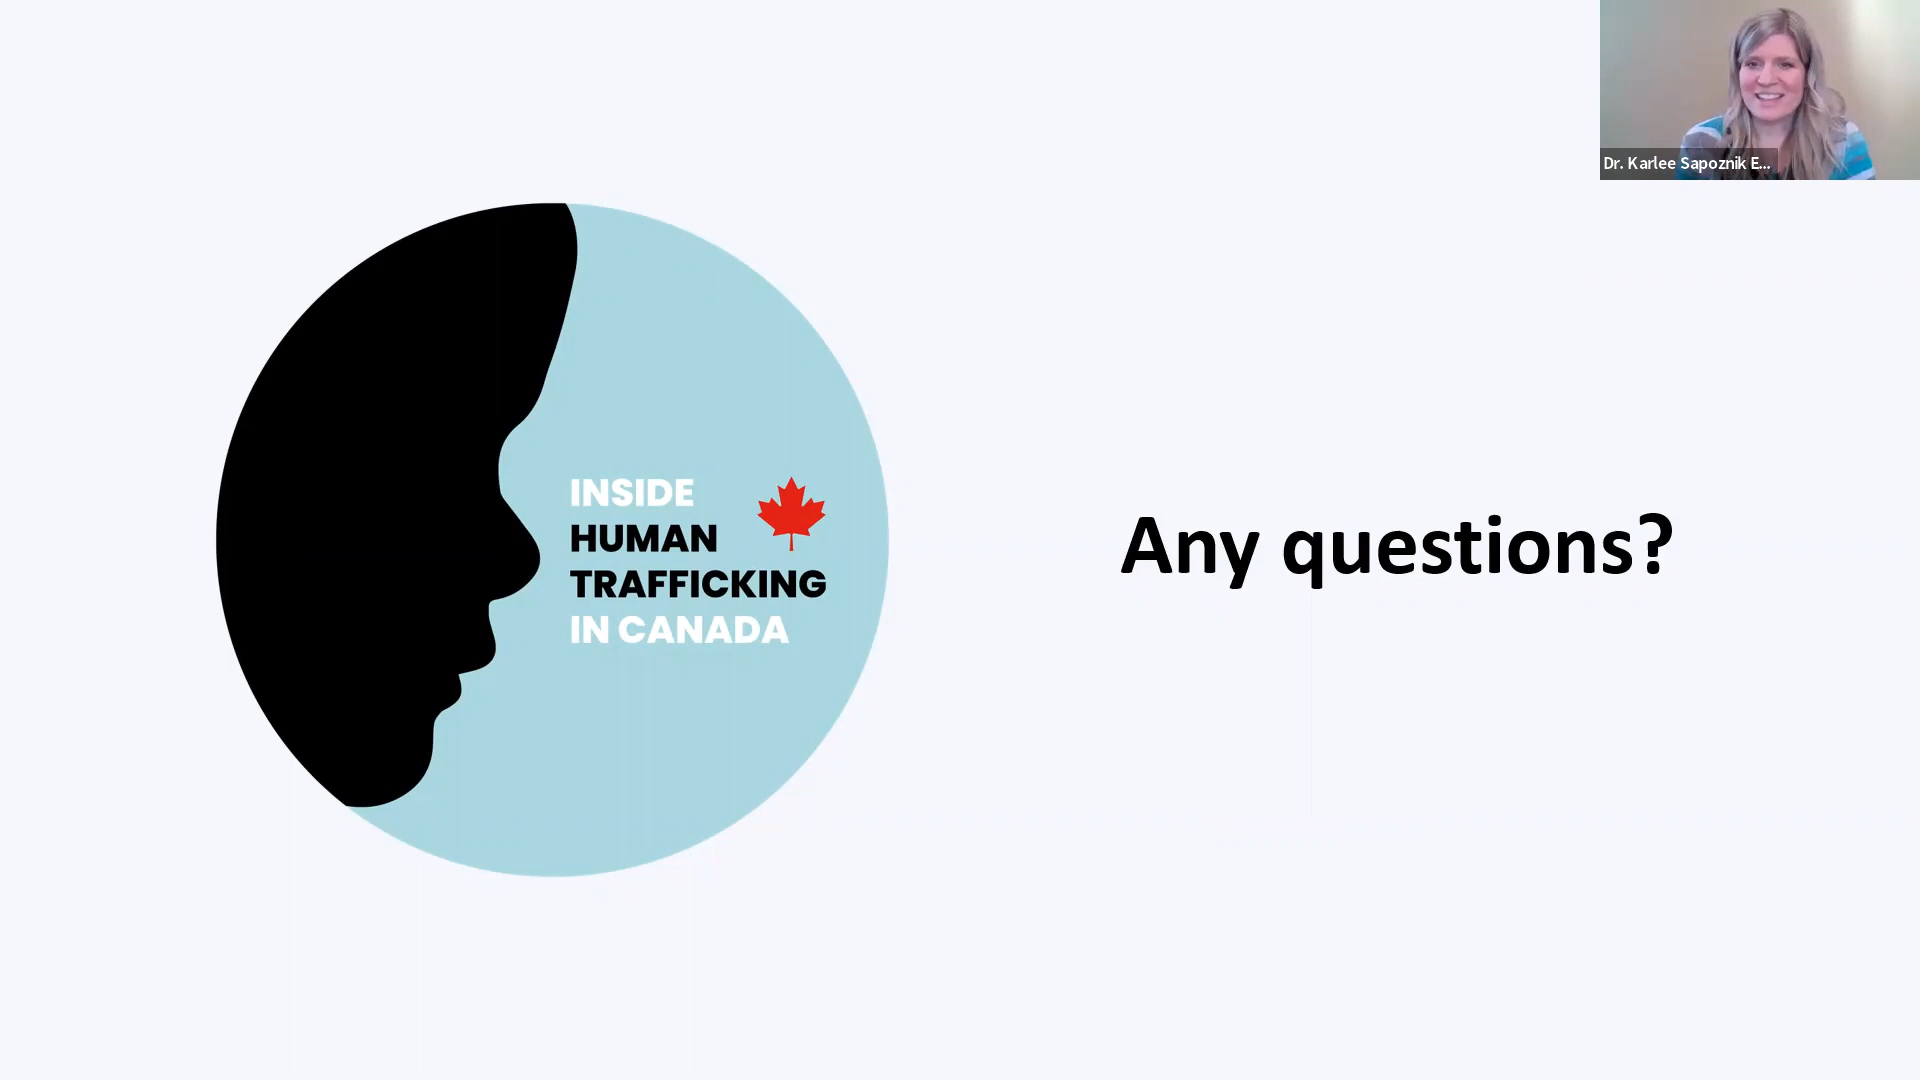 Dr. Karlee Sapoznik E...
INSIDE
HUMAN
TRAFFICKING
IN CANADA
Any questions?